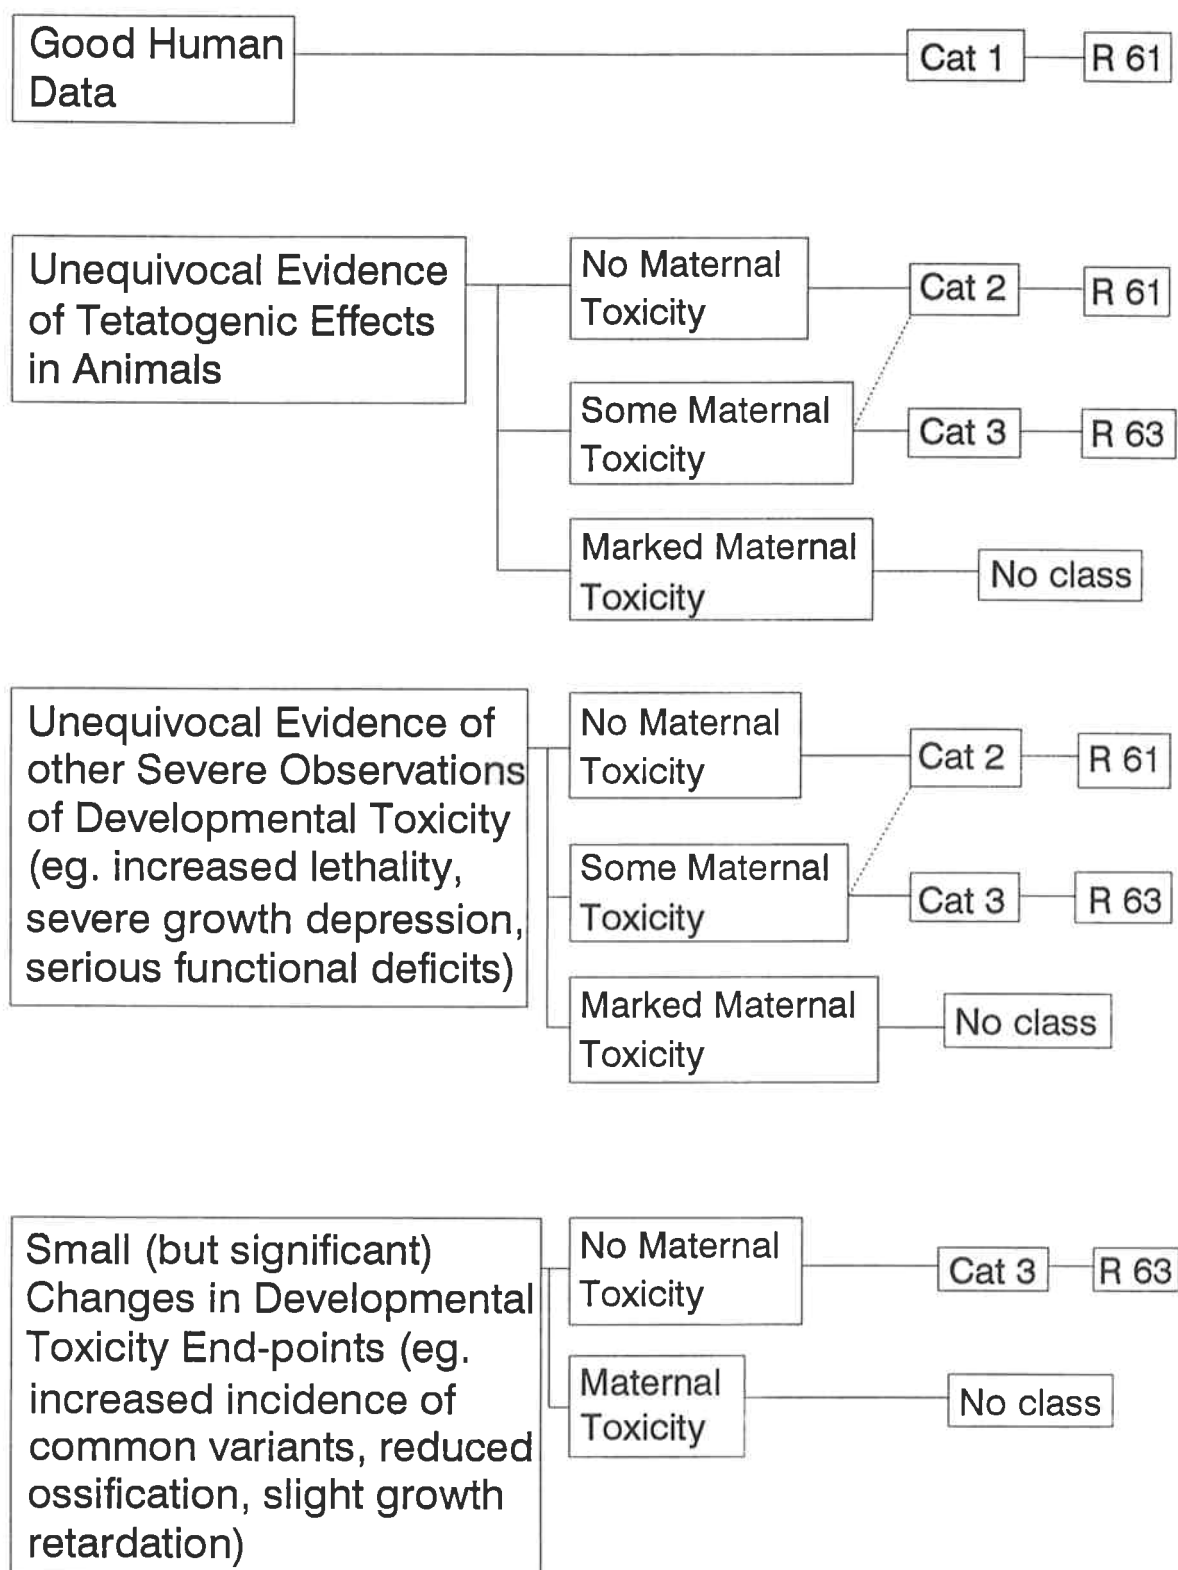 Good Human
Data
Cat 1
R 61
Unequivocal Evidence
of Tetatogenic Effects
in Animals
No Maternal
Toxicity
Cat 2
R 61
Some Maternal
Toxicity
Cat 3
R 63
Marked Maternal
Toxicity
No class
Unequivocal Evidence of
other Severe Observations
of Developmental Toxicity
(eg. increased lethality,
severe growth depression,
serious functional deficits)
No Maternal
Toxicity
Cat 2
R 61
Some Maternal
Toxicity
Cat 3
R 63
Marked Maternal
Toxicity
No class
Small (but significant)
Changes in Developmental
Toxicity End-points (eg.
increased incidence of
common variants, reduced
ossification, slight growth
retardation)
No Maternal
Toxicity
Cat 3
R 63
Maternal
Toxicity
No class